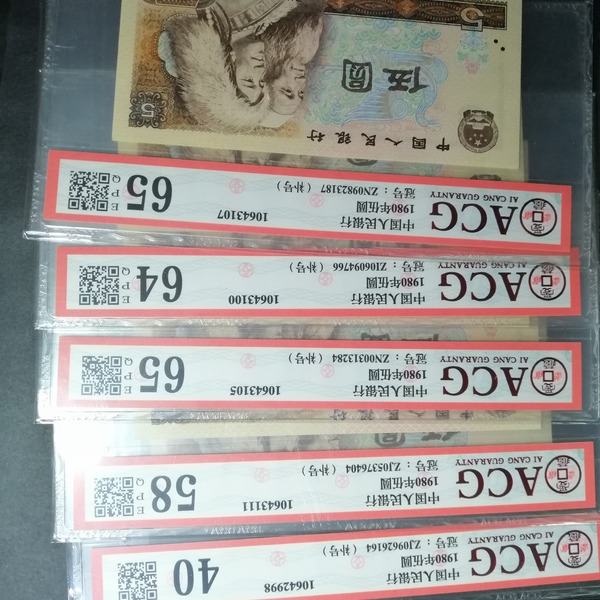 ACG
AI CANG GUARANTY
中国人民银行
1980年伍圆
冠号：ZJ09626164（补号）
10642998
40
ACG
AI CANG GUARANTY
中国人民银行
1980年伍圆
冠号：ZJ05376404（补号）
10643111
58
E
P
Q
ACG
AI CANG GUARANTY
中国人民银行
1980年伍圆
冠号：ZN00313284（补号）
10643105
65
E
P
Q
ACG
AI CANG GUARANTY
中国人民银行
1980年伍圆
冠号：ZJ06094766（补号）
10643100
64
E
P
Q
ACG
AI CANG GUARANTY
中国人民银行
1980年伍圆
冠号：ZN09823187（补号）
10643107
65
E
P
Q
中国人民银行
伍圆
5
5